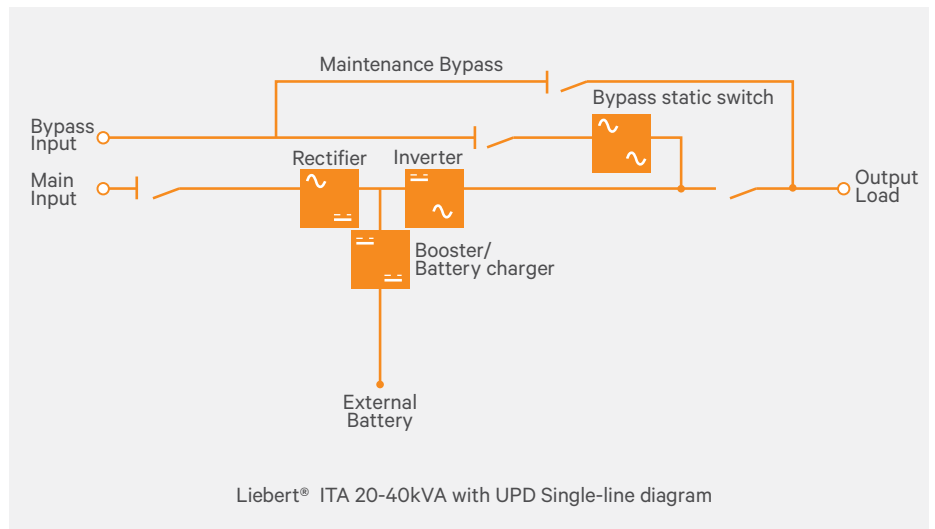 Maintenance Bypass
Bypass static switch
Bypass
Input
Rectifier
Inverter
Main
Input
Output
Load
Booster/
Battery charger
External
Battery
Liebert® ITA 20-40kVA with UPD Single-line diagram